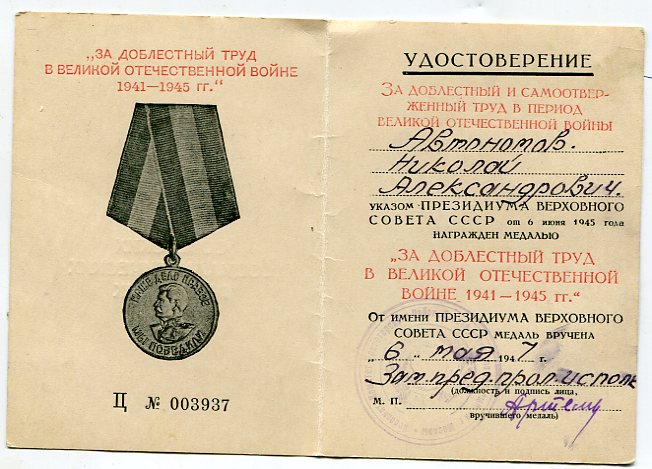 „ЗА ДОБЛЕСТНЫЙ ТРУД
В ВЕЛИКОЙ ОТЕЧЕСТВЕННОЙ ВОЙНЕ
1941—1945 гг.“
НАШЕ ДЕЛО ПРАВОЕ
МЫ ПОБЕДИЛИ
Ц № 003937
УДОСТОВЕРЕНИЕ
ЗА ДОБЛЕСТНЫЙ И САМООТВЕР-
ЖЕННЫЙ ТРУД В ПЕРИОД
ВЕЛИКОЙ ОТЕЧЕСТВЕННОЙ ВОЙНЫ
Автономов.
Николай
Александрович.
УКАЗОМ ПРЕЗИДИУМА ВЕРХОВНОГО
СОВЕТА СССР от 6 июня 1945 года
НАГРАЖДЕН МЕДАЛЬЮ
„ЗА ДОБЛЕСТНЫЙ ТРУД
В ВЕЛИКОЙ ОТЕЧЕСТВЕННОЙ
ВОЙНЕ 1941—1945 гг.“
От имени ПРЕЗИДИУМА ВЕРХОВНОГО
СОВЕТА СССР МЕДАЛЬ ВРУЧЕНА
„6“ мая 1947 г.
Зам пред
(должность и подпись лица,
М. П.
вручившего медаль)